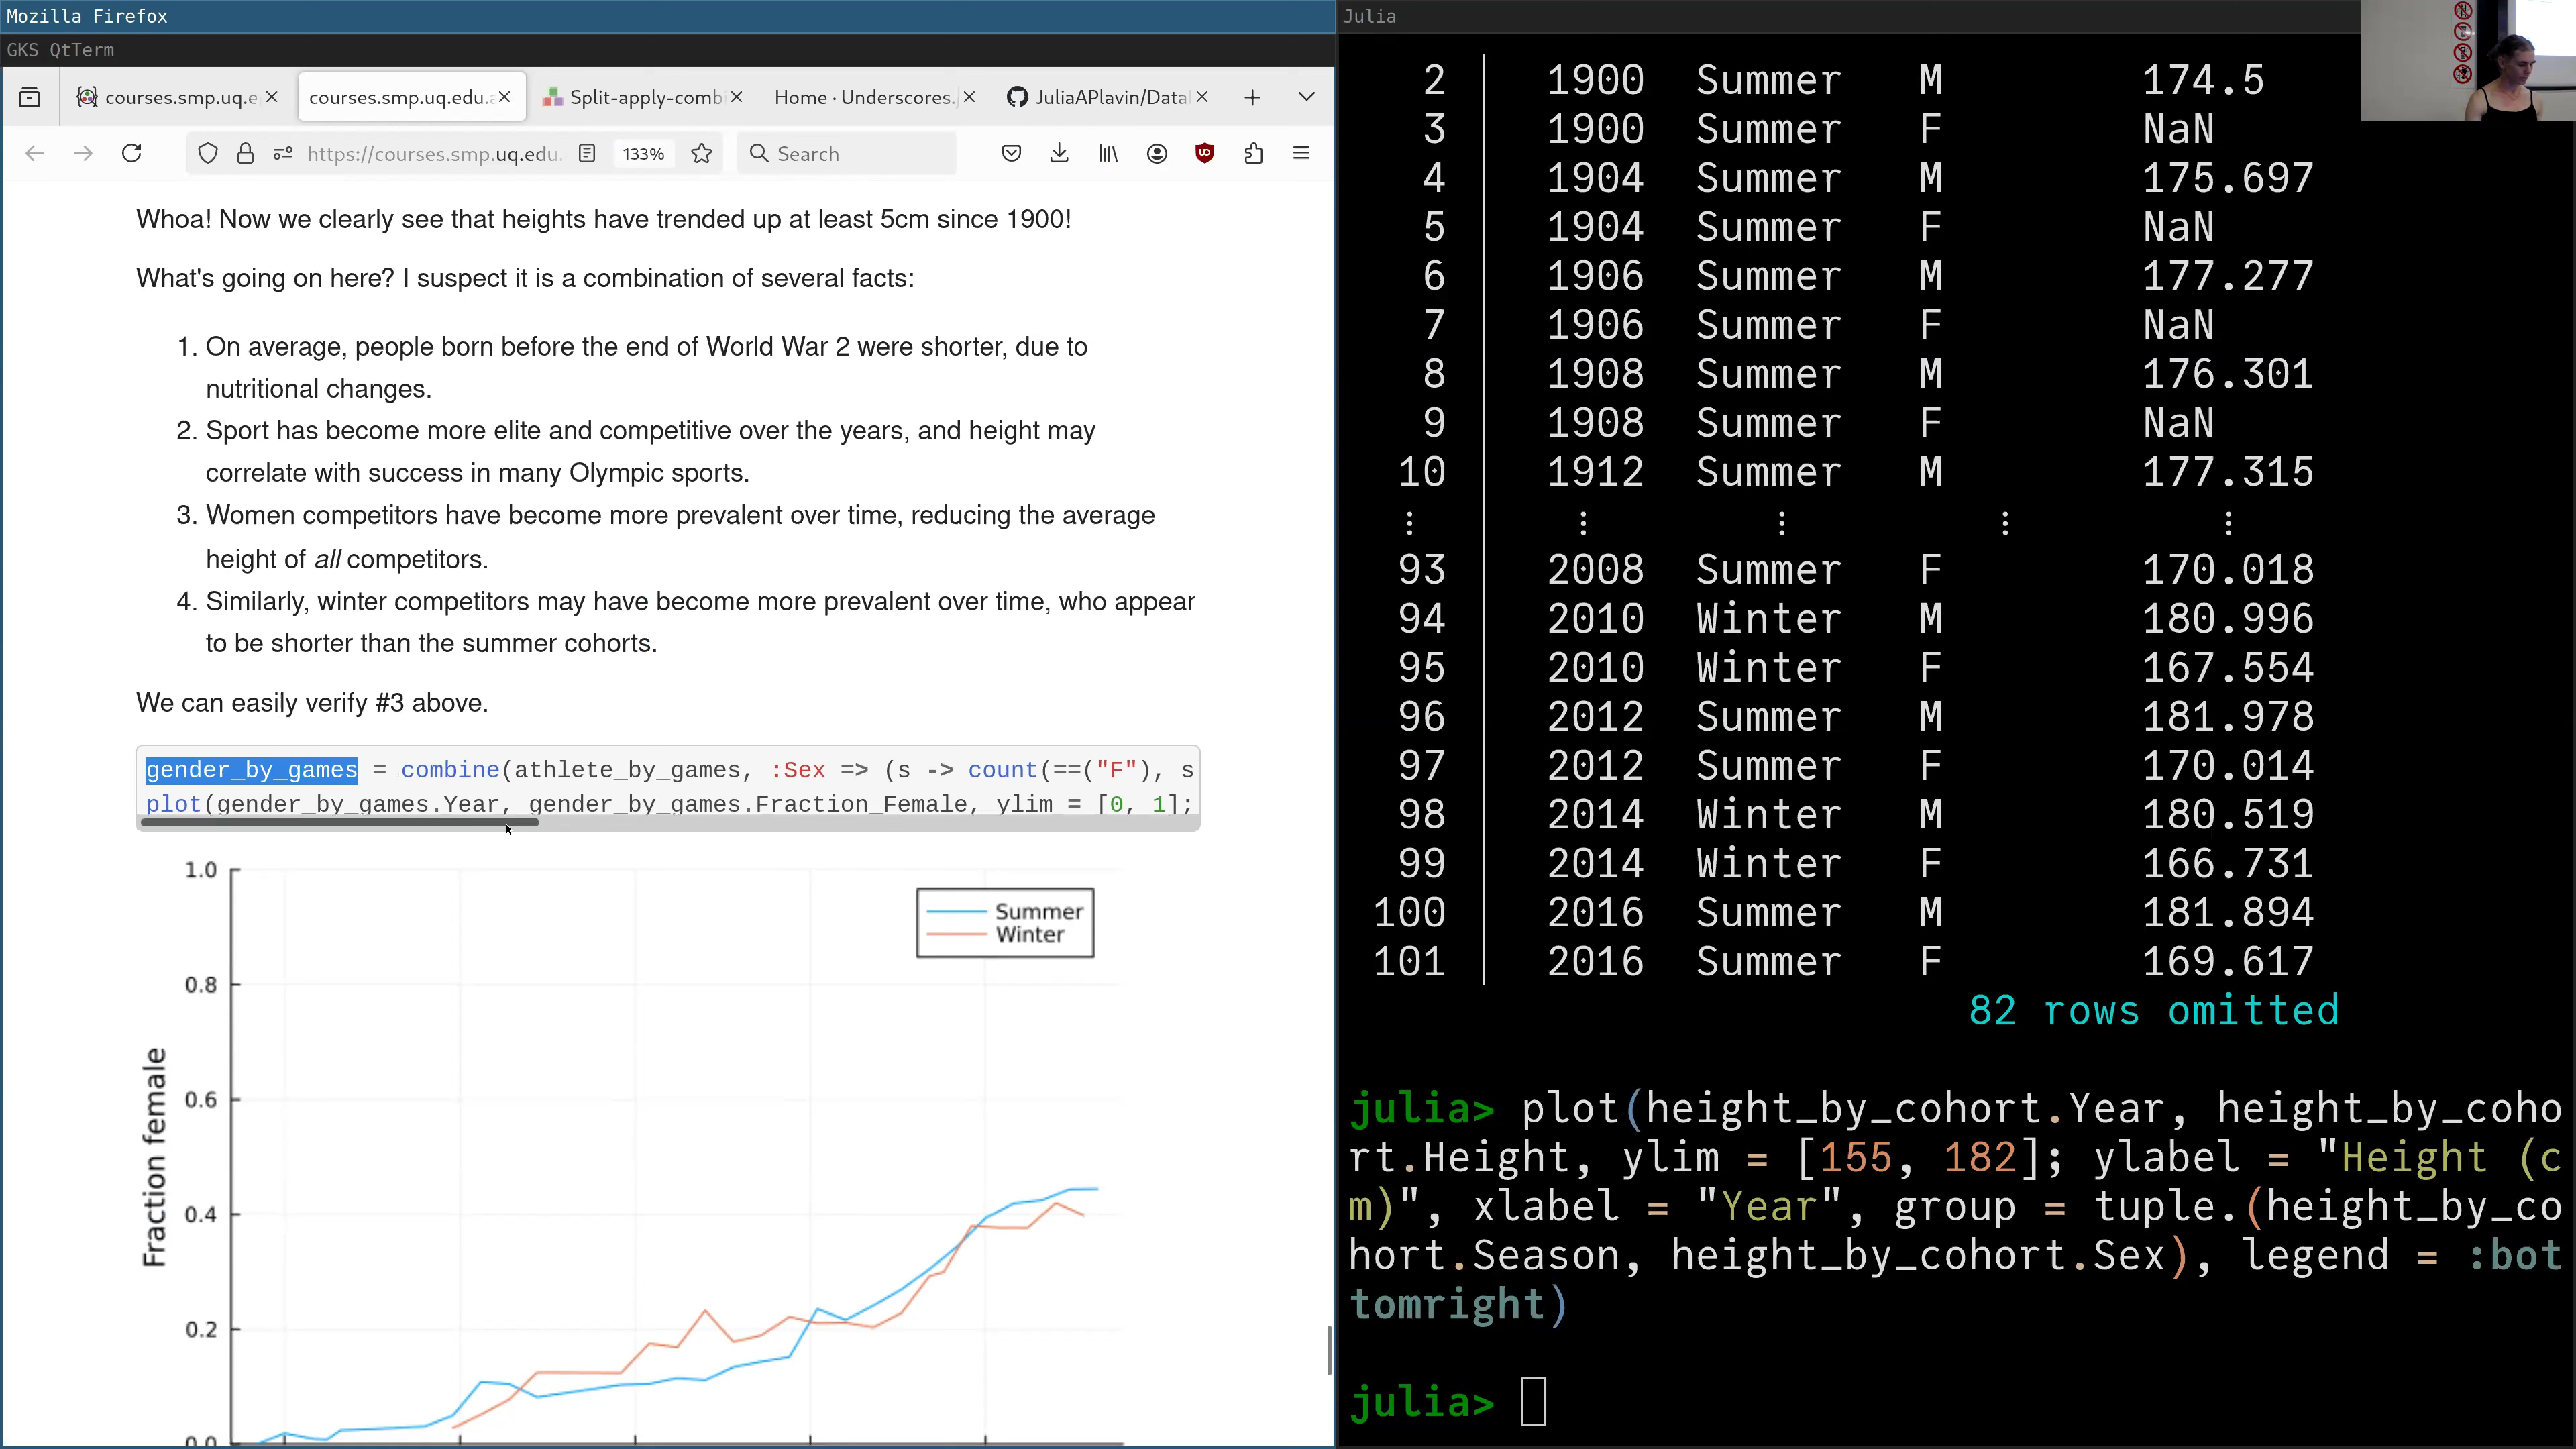 Mozilla Firefox
GKS QtTerm
courses.smp.uq.e
courses.smp.uq.edu.
Split-apply-comb
Home · Underscores.
JuliaAPlavin/Data
https://courses.smp.uq.edu.
133%
Search
Whoa! Now we clearly see that heights have trended up at least 5cm since 1900!
What's going on here? I suspect it is a combination of several facts:
1. On average, people born before the end of World War 2 were shorter, due to
nutritional changes.
2. Sport has become more elite and competitive over the years, and height may
correlate with success in many Olympic sports.
3. Women competitors have become more prevalent over time, reducing the average
height of all competitors.
4. Similarly, winter competitors may have become more prevalent over time, who appear
to be shorter than the summer cohorts.
We can easily verify #3 above.
gender_by_games = combine(athlete_by_games, :Sex => (s -> count(==("F"), s
plot(gender_by_games.Year, gender_by_games.Fraction_Female, ylim = [0, 1];
1.0
0.8
0.6
0.4
0.2
0.0
Fraction female
Summer
Winter
Julia
2 1900 Summer M 174.5
3 1900 Summer F NaN
4 1904 Summer M 175.697
5 1904 Summer F NaN
6 1906 Summer M 177.277
7 1906 Summer F NaN
8 1908 Summer M 176.301
9 1908 Summer F NaN
10 1912 Summer M 177.315
⋮ ⋮ ⋮ ⋮ ⋮
93 2008 Summer F 170.018
94 2010 Winter M 180.996
95 2010 Winter F 167.554
96 2012 Summer M 181.978
97 2012 Summer F 170.014
98 2014 Winter M 180.519
99 2014 Winter F 166.731
100 2016 Summer M 181.894
101 2016 Summer F 169.617
82 rows omitted
julia> plot(height_by_cohort.Year, height_by_coho
rt.Height, ylim = [155, 182]; ylabel = "Height (c
m)", xlabel = "Year", group = tuple.(height_by_co
hort.Season, height_by_cohort.Sex), legend = :bot
tomright)
julia>